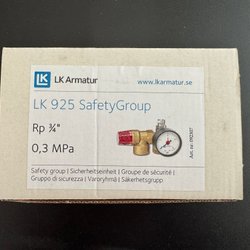 LK
LK Armatur
www.lkarmatur.se
LK 925 SafetyGroup
Rp ¾"
0,3 MPa
Safety group | Sicherheitseinheit | Groupe de sécurité |
Gruppo di sicurezza | Varoryhmä | Säkerhetsgrupp